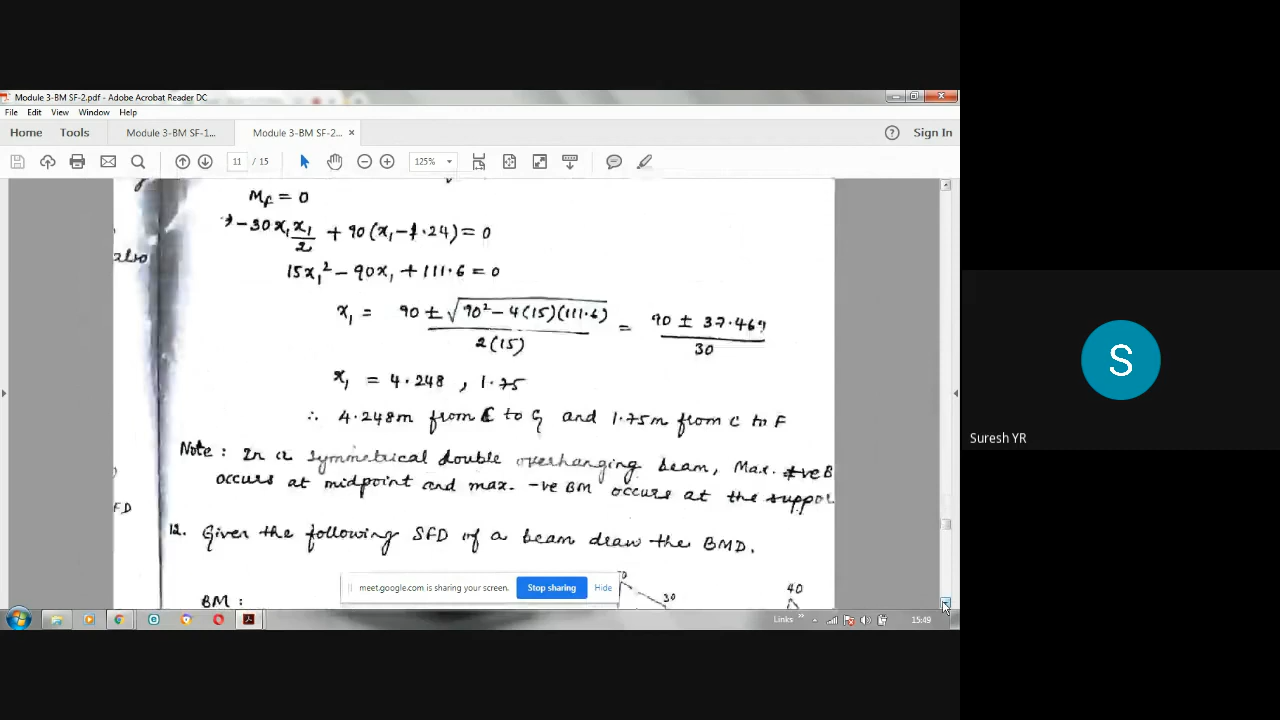 Module 3-BM SF-2.pdf - Adobe Acrobat Reader DC
File Edit View Window Help
Home Tools Module 3-BM SF-1... Module 3-BM SF-2... × Sign In
11 / 15 125%
M_F = 0
⇒ -30x₁ x₁/2 + 90(x₁ - 1.24) = 0
15x₁² - 90x₁ + 111.6 = 0
x₁ = 90 ± √(90² - 4(15)(111.6)) / 2(15) = 90 ± 37.469 / 30
x₁ = 4.248 , 1.75
also
∴ 4.248m from C to G and 1.75m from C to F
Note : In a symmetrical double overhanging beam, Max. +ve B
occurs at midpoint and max. -ve BM occurs at the suppor
FD
12. Given the following SFD of a beam draw the BMD.
meet.google.com is sharing your screen. Stop sharing Hide
BM :
30
40
Links » 15:49
S
Suresh YR